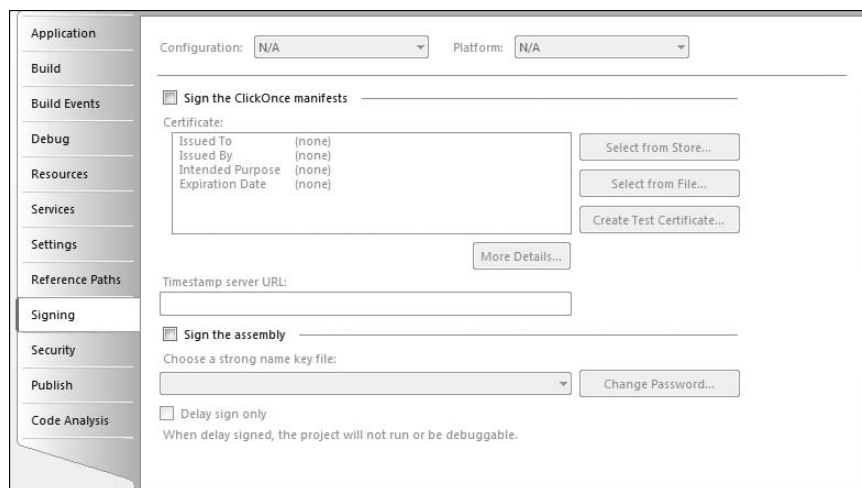 Application
Build
Build Events
Debug
Resources
Services
Settings
Reference Paths
Signing
Security
Publish
Code Analysis
Configuration: N/A Platform: N/A
Sign the ClickOnce manifests
Certificate:
Issued To (none)
Issued By (none)
Intended Purpose (none)
Expiration Date (none)
Select from Store...
Select from File...
Create Test Certificate...
More Details...
Timestamp server URL:
Sign the assembly
Choose a strong name key file:
Change Password...
Delay sign only
When delay signed, the project will not run or be debuggable.